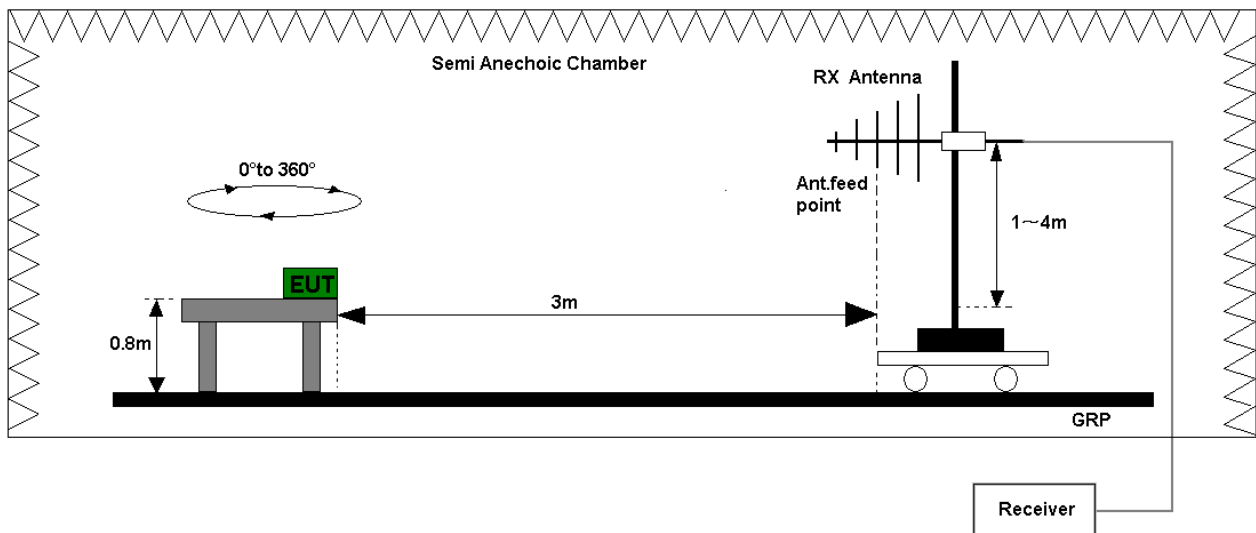 Semi Anechoic Chamber
RX Antenna
0°to 360°
Ant.feed
point
1～4m
EUT
3m
0.8m
GRP
Receiver